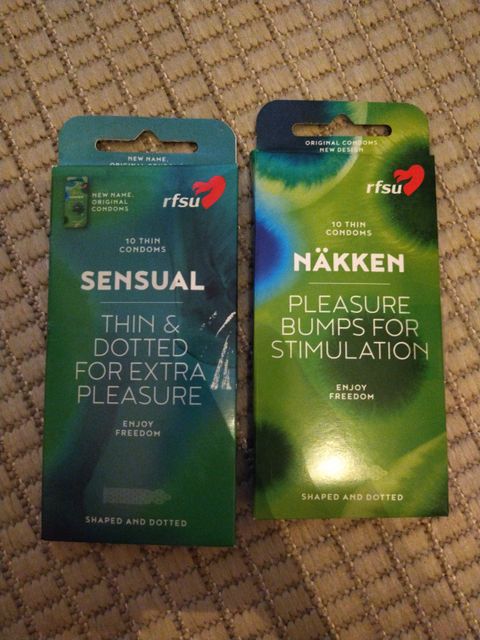 NEW NAME,
ORIGINAL CONDOMS
NEW NAME,
ORIGINAL
CONDOMS
rfsu
10 THIN
CONDOMS
SENSUAL
THIN &
DOTTED
FOR EXTRA
PLEASURE
ENJOY
FREEDOM
SHAPED AND DOTTED
ORIGINAL CONDOMS
NEW DESIGN
rfsu
10 THIN
CONDOMS
NÄKKEN
PLEASURE
BUMPS FOR
STIMULATION
ENJOY
FREEDOM
SHAPED AND DOTTED